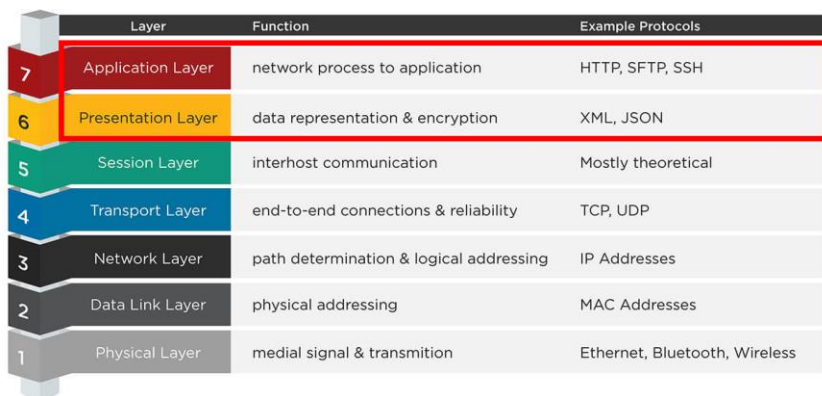 Layer Function Example Protocols
7 Application Layer network process to application HTTP, SFTP, SSH
6 Presentation Layer data representation & encryption XML, JSON
5 Session Layer interhost communication Mostly theoretical
4 Transport Layer end-to-end connections & reliability TCP, UDP
3 Network Layer path determination & logical addressing IP Addresses
2 Data Link Layer physical addressing MAC Addresses
1 Physical Layer medial signal & transmition Ethernet, Bluetooth, Wireless